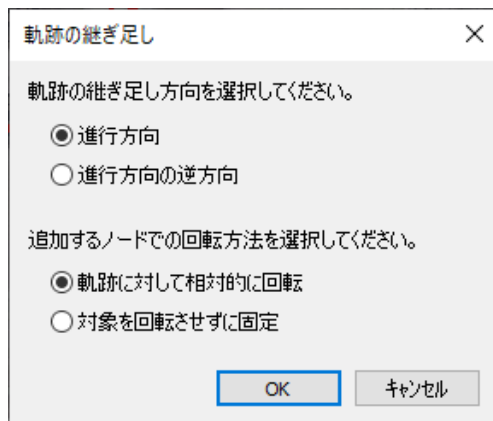 軌跡の継ぎ足し
軌跡の継ぎ足し方向を選択してください。
進行方向
進行方向の逆方向
追加するノードでの回転方法を選択してください。
軌跡に対して相対的に回転
対象を回転させずに固定
OK
キャンセル